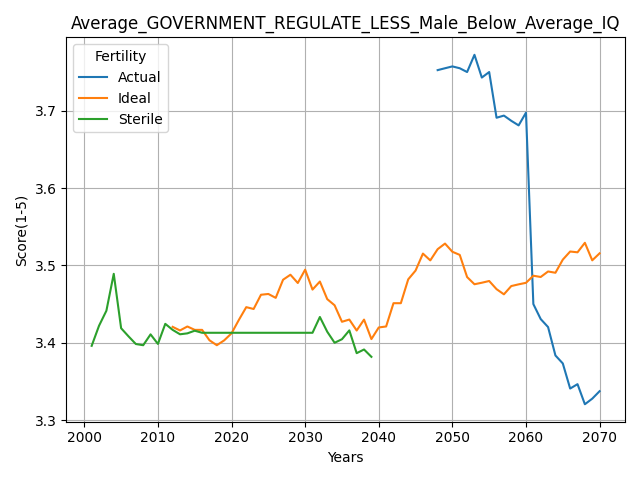 Average_GOVERNMENT_REGULATE_LESS_Male_Below_Average_IQ
Fertility
Actual
Ideal
Sterile
Score(1-5)
3.7
3.6
3.5
3.4
3.3
2000 2010 2020 2030 2040 2050 2060 2070
Years